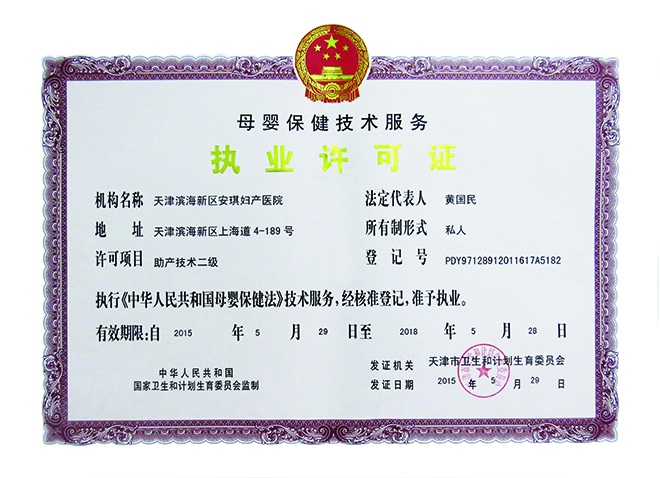 母婴保健技术服务
执业许可证
机构名称 天津滨海新区安琪妇产医院 法定代表人 黄国民
地址 天津滨海新区上海道4-189号 所有制形式 私人
许可项目 助产技术二级 登记号 PDY97128912011617A5182
执行《中华人民共和国母婴保健法》技术服务,经核准登记,准予执业。
有效期限:自 2015 年 5 月 29 日至 2018 年 5 月 28 日
中华人民共和国 发证机关 天津市卫生和计划生育委员会
国家卫生和计划生育委员会监制 发证日期 2015 年 5 月 29 日